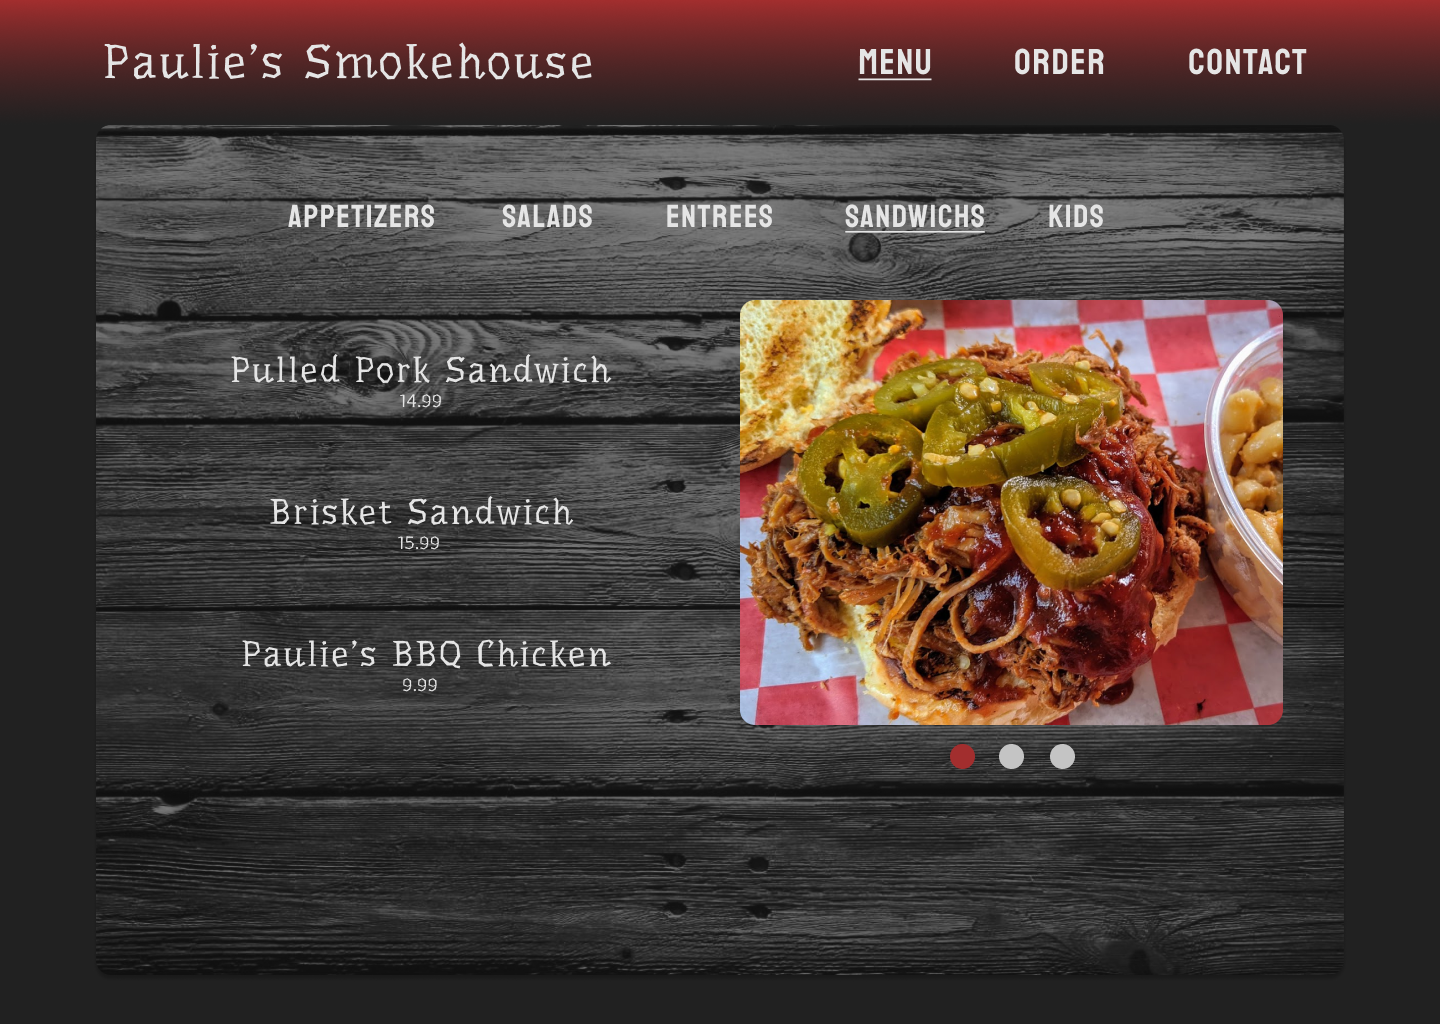 Paulie’s Smokehouse
MENU ORDER CONTACT
APPETIZERS SALADS ENTREES SANDWICHS KIDS
Pulled Pork Sandwich
14.99
Brisket Sandwich
15.99
Paulie’s BBQ Chicken
9.99